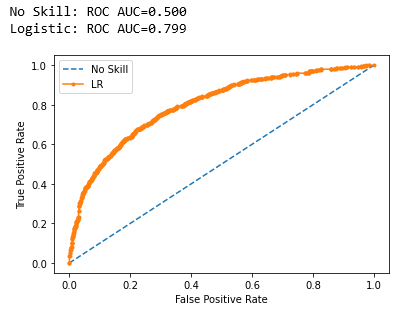 No Skill: ROC AUC=0.500
Logistic: ROC AUC=0.799
No Skill
LR
True Positive Rate
1.0
0.8
0.6
0.4
0.2
0.0
0.0 0.2 0.4 0.6 0.8 1.0
False Positive Rate